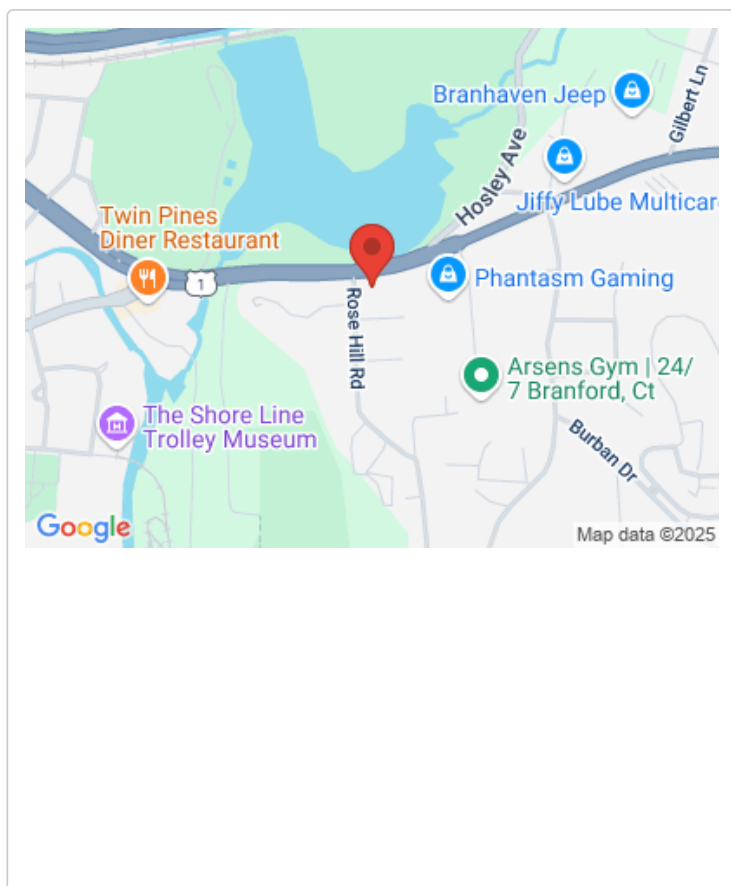 Branhaven Jeep
Gilbert Ln
Hosley Ave
Jiffy Lube Multicar
Twin Pines
Diner Restaurant
1
Phantasm Gaming
Rose Hill Rd
Arsens Gym | 24/
7 Branford, Ct
The Shore Line
Trolley Museum
Burban Dr
Google
Map data ©2025